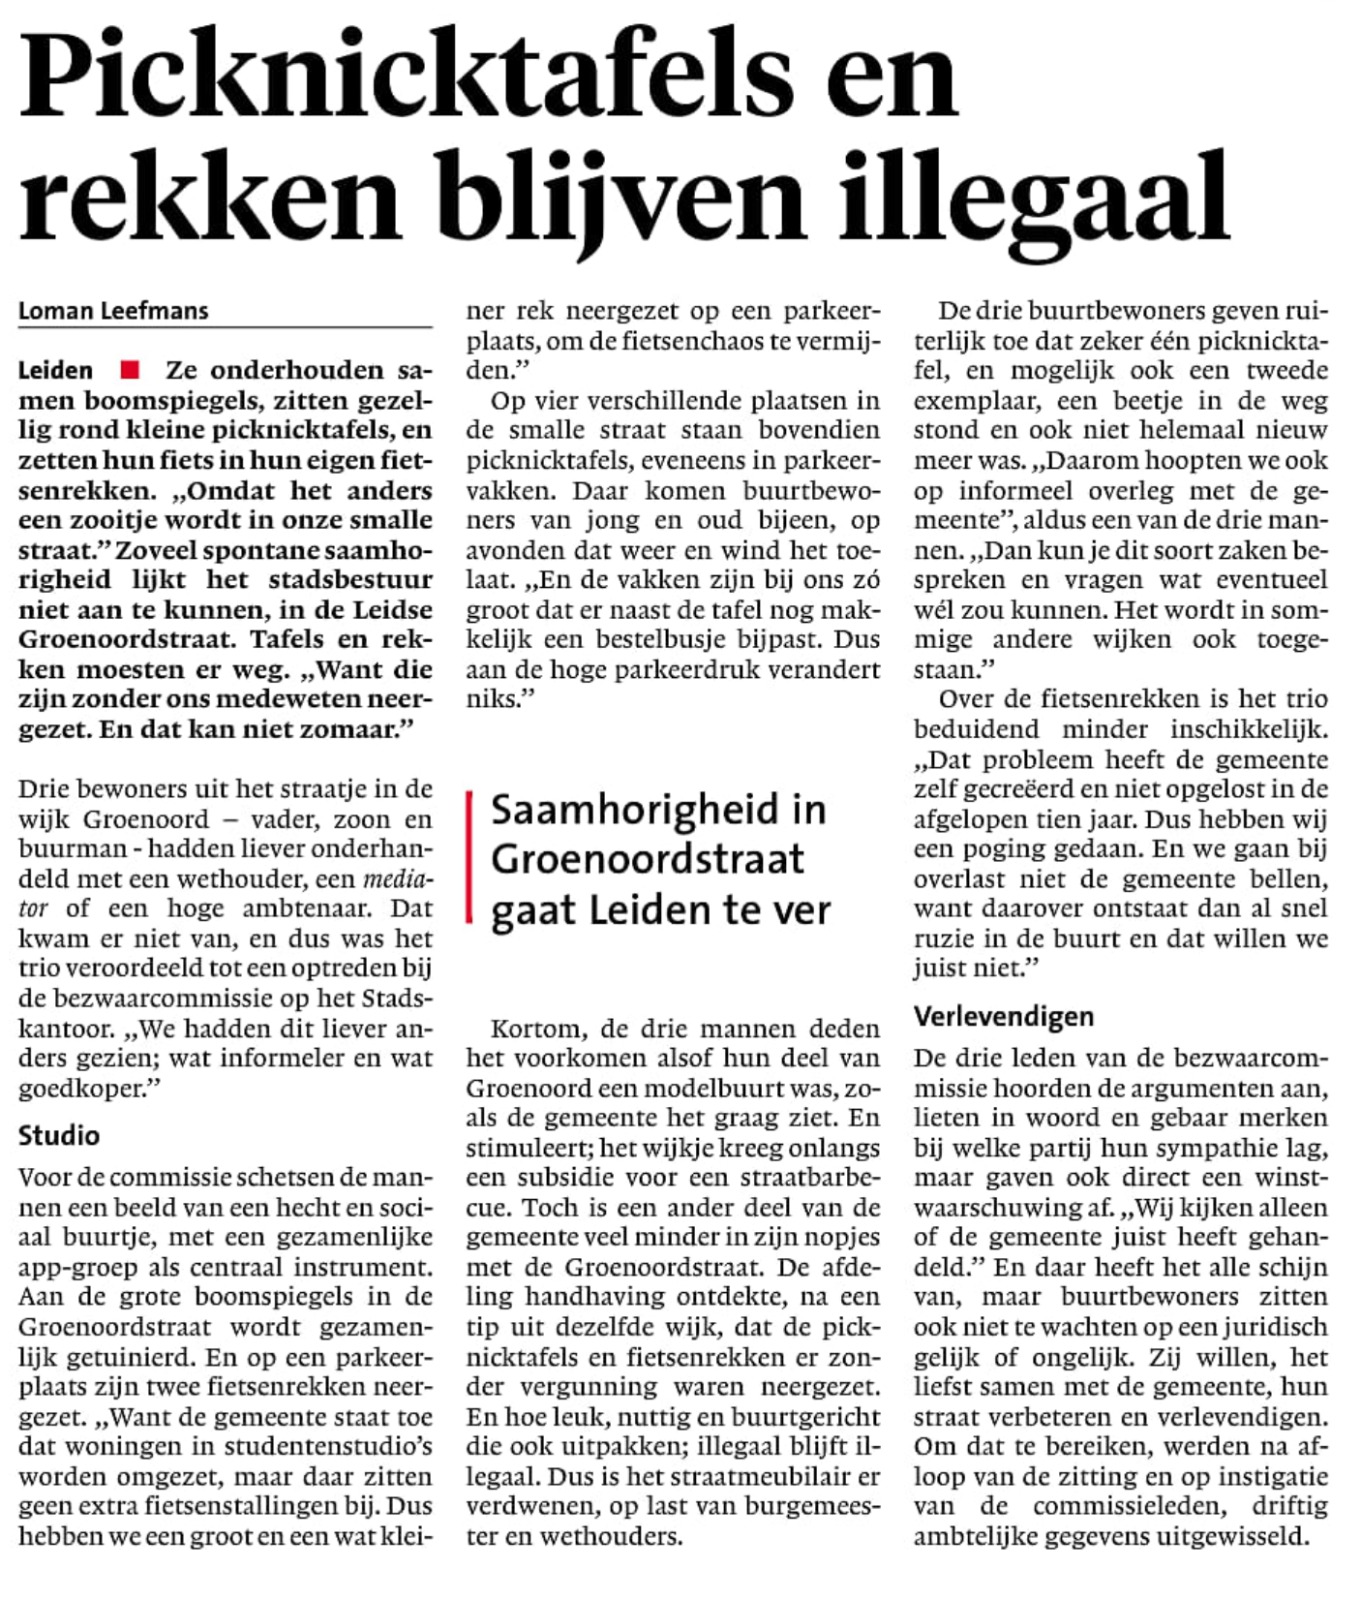 Picknicktafels en
rekken blijven illegaal
Loman Leefmans
Leiden ■ Ze onderhouden sa-
men boomspiegels, zitten gezel-
lig rond kleine picknicktafels, en
zetten hun fiets in hun eigen fiet-
senrekken. „Omdat het anders
een zooitje wordt in onze smalle
straat.” Zoveel spontane saamho-
righeid lijkt het stadsbestuur
niet aan te kunnen, in de Leidse
Groenoordstraat. Tafels en rek-
ken moesten er weg. „Want die
zijn zonder ons medeweten neer-
gezet. En dat kan niet zomaar.”
Drie bewoners uit het straatje in de
wijk Groenoord – vader, zoon en
buurman - hadden liever onderhan-
deld met een wethouder, een media-
tor of een hoge ambtenaar. Dat
kwam er niet van, en dus was het
trio veroordeeld tot een optreden bij
de bezwaarcommissie op het Stads-
kantoor. „We hadden dit liever an-
ders gezien; wat informeler en wat
goedkoper.”
Studio
Voor de commissie schetsen de man-
nen een beeld van een hecht en soci-
aal buurtje, met een gezamenlijke
app-groep als centraal instrument.
Aan de grote boomspiegels in de
Groenoordstraat wordt gezamen-
lijk getuinierd. En op een parkeer-
plaats zijn twee fietsenrekken neer-
gezet. „Want de gemeente staat toe
dat woningen in studentenstudio’s
worden omgezet, maar daar zitten
geen extra fietsenstallingen bij. Dus
hebben we een groot en een wat klei-
ner rek neergezet op een parkeer-
plaats, om de fietsenchaos te vermij-
den.”
Op vier verschillende plaatsen in
de smalle straat staan bovendien
picknicktafels, eveneens in parkeer-
vakken. Daar komen buurtbewo-
ners van jong en oud bijeen, op
avonden dat weer en wind het toe-
laat. „En de vakken zijn bij ons zó
groot dat er naast de tafel nog mak-
kelijk een bestelbusje bijpast. Dus
aan de hoge parkeerdruk verandert
niks.”
Saamhorigheid in
Groenoordstraat
gaat Leiden te ver
Kortom, de drie mannen deden
het voorkomen alsof hun deel van
Groenoord een modelbuurt was, zo-
als de gemeente het graag ziet. En
stimuleert; het wijkje kreeg onlangs
een subsidie voor een straatbarbe-
cue. Toch is een ander deel van de
gemeente veel minder in zijn nopjes
met de Groenoordstraat. De afde-
ling handhaving ontdekte, na een
tip uit dezelfde wijk, dat de pick-
nicktafels en fietsenrekken er zon-
der vergunning waren neergezet.
En hoe leuk, nuttig en buurtgericht
die ook uitpakken; illegaal blijft il-
legaal. Dus is het straatmeubilair er
verdwenen, op last van burgemees-
ter en wethouders.
De drie buurtbewoners geven rui-
terlijk toe dat zeker één picknickta-
fel, en mogelijk ook een tweede
exemplaar, een beetje in de weg
stond en ook niet helemaal nieuw
meer was. „Daarom hoopten we ook
op informeel overleg met de ge-
meente”, aldus een van de drie man-
nen. „Dan kun je dit soort zaken be-
spreken en vragen wat eventueel
wél zou kunnen. Het wordt in som-
mige andere wijken ook toege-
staan.”
Over de fietsenrekken is het trio
beduidend minder inschikkelijk.
„Dat probleem heeft de gemeente
zelf gecreëerd en niet opgelost in de
afgelopen tien jaar. Dus hebben wij
een poging gedaan. En we gaan bij
overlast niet de gemeente bellen,
want daarover ontstaat dan al snel
ruzie in de buurt en dat willen we
juist niet.”
Verlevendigen
De drie leden van de bezwaarcom-
missie hoorden de argumenten aan,
lieten in woord en gebaar merken
bij welke partij hun sympathie lag,
maar gaven ook direct een winst-
waarschuwing af. „Wij kijken alleen
of de gemeente juist heeft gehan-
deld.” En daar heeft het alle schijn
van, maar buurtbewoners zitten
ook niet te wachten op een juridisch
gelijk of ongelijk. Zij willen, het
liefst samen met de gemeente, hun
straat verbeteren en verlevendigen.
Om dat te bereiken, werden na af-
loop van de zitting en op instigatie
van de commissieleden, driftig
ambtelijke gegevens uitgewisseld.